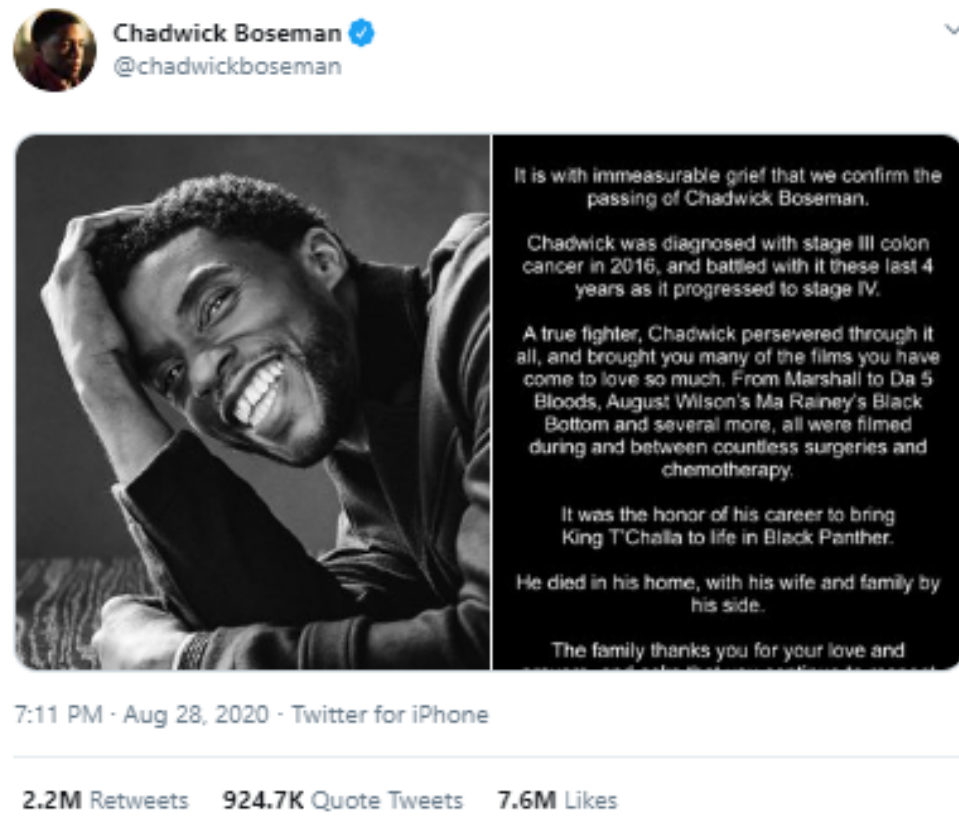 Chadwick Boseman
@chadwickboseman
It is with immeasurable grief that we confirm the
passing of Chadwick Boseman.
Chadwick was diagnosed with stage III colon
cancer in 2016, and battled with it these last 4
years as it progressed to stage IV.
A true fighter, Chadwick persevered through it
all, and brought you many of the films you have
come to love so much. From Marshall to Da 5
Bloods, August Wilson's Ma Rainey's Black
Bottom and several more, all were filmed
during and between countless surgeries and
chemotherapy.
It was the honor of his career to bring
King T'Challa to life in Black Panther.
He died in his home, with his wife and family by
his side.
The family thanks you for your love and
7:11 PM · Aug 28, 2020 · Twitter for iPhone
2.2M Retweets 924.7K Quote Tweets 7.6M Likes